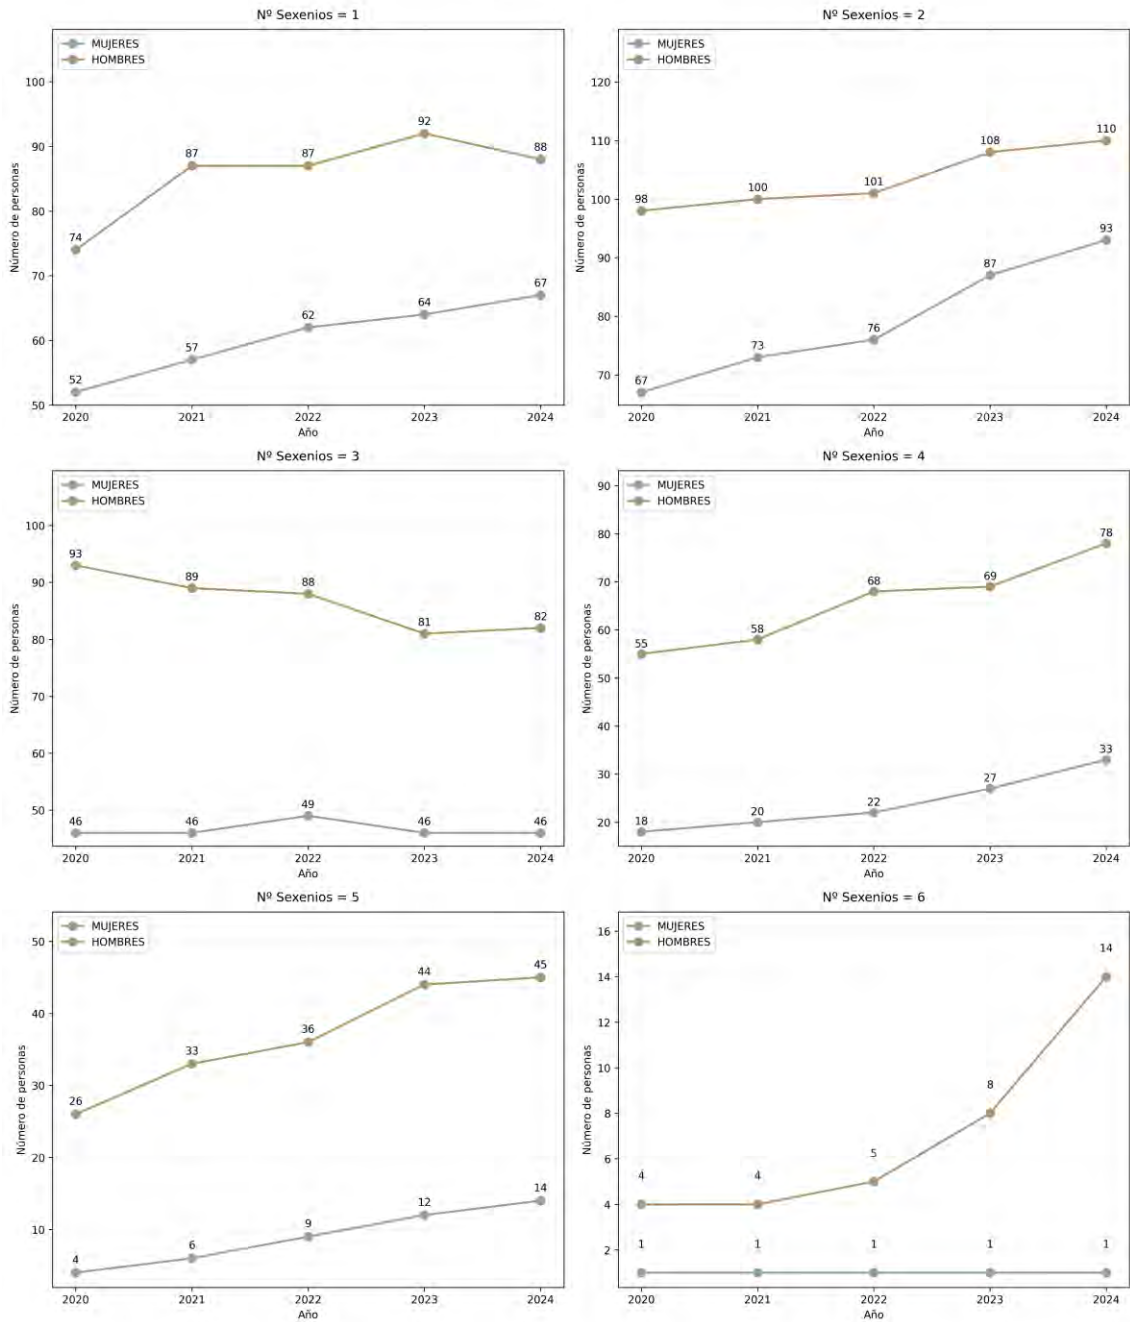 Nº Sexenios = 1
MUJERES
HOMBRES
Número de personas
100
90
80
70
60
50
74
87
87
92
88
52
57
62
64
67
2020 2021 2022 2023 2024
Año
Nº Sexenios = 2
MUJERES
HOMBRES
Número de personas
120
110
100
90
80
70
98
100
101
108
110
67
73
76
87
93
2020 2021 2022 2023 2024
Año
Nº Sexenios = 3
MUJERES
HOMBRES
Número de personas
100
90
80
70
60
50
93
89
88
81
82
46
46
49
46
46
2020 2021 2022 2023 2024
Año
Nº Sexenios = 4
MUJERES
HOMBRES
Número de personas
90
80
70
60
50
40
30
20
55
58
68
69
78
18
20
22
27
33
2020 2021 2022 2023 2024
Año
Nº Sexenios = 5
MUJERES
HOMBRES
Número de personas
50
40
30
20
10
26
33
36
44
45
4
6
9
12
14
2020 2021 2022 2023 2024
Año
Nº Sexenios = 6
MUJERES
HOMBRES
Número de personas
16
14
12
10
8
6
4
2
4
4
5
8
14
1
1
1
1
1
2020 2021 2022 2023 2024
Año